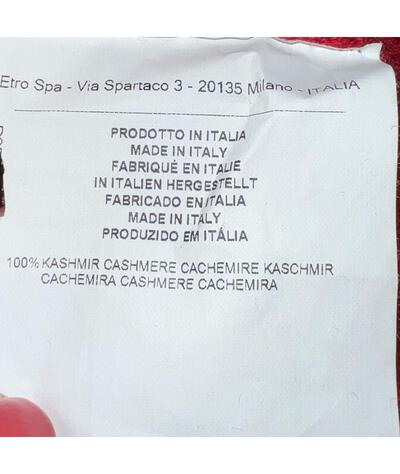 Etro Spa - Via Spartaco 3 - 20135 Milano - ITALIA
PRODOTTO IN ITALIA
MADE IN ITALY
FABRIQUÉ EN ITALIE
IN ITALIEN HERGESTELLT
FABRICADO EN ITALIA
MADE IN ITALY
PRODUZIDO EM ITÁLIA
100% KASHMIR CASHMERE CACHEMIRE KASCHMIR
CACHEMIRA CASHMERE CACHEMIRA